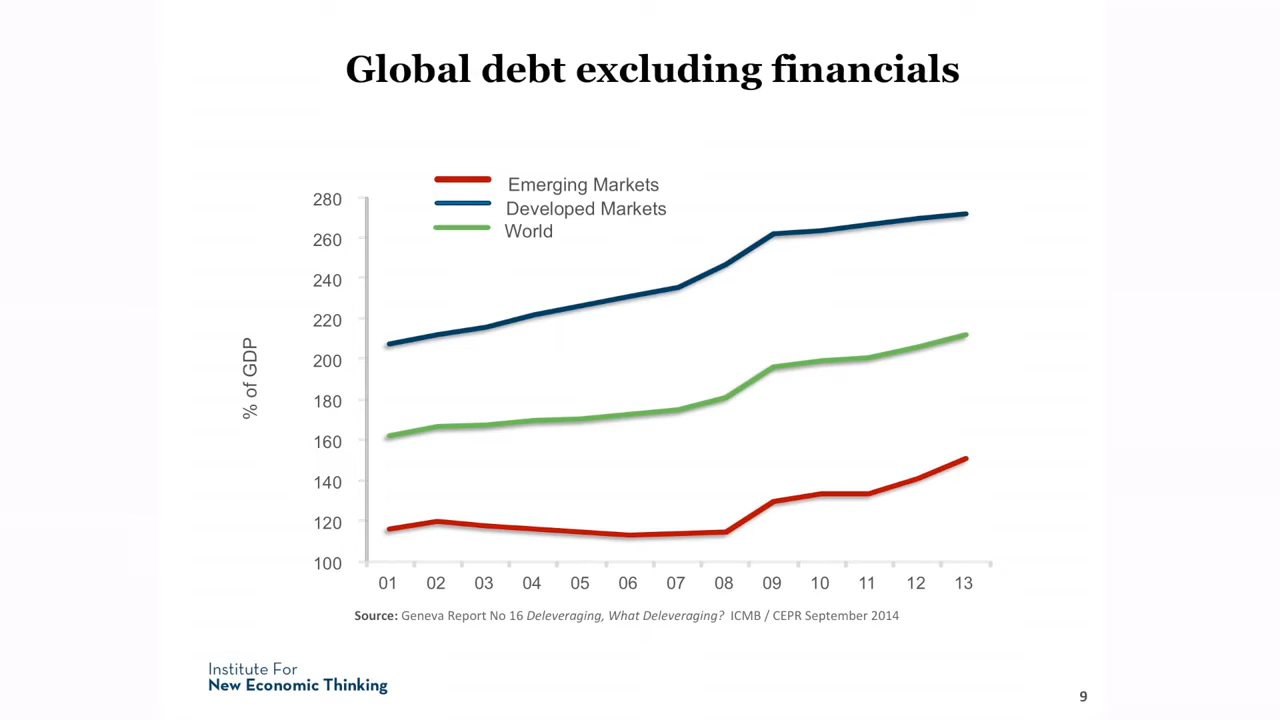 Global debt excluding financials
Emerging Markets
Developed Markets
World
280
260
240
220
200
180
160
140
120
100
% of GDP
01 02 03 04 05 06 07 08 09 10 11 12 13
Source: Geneva Report No 16 Deleveraging, What Deleveraging? ICMB / CEPR September 2014
Institute For
New Economic Thinking
9